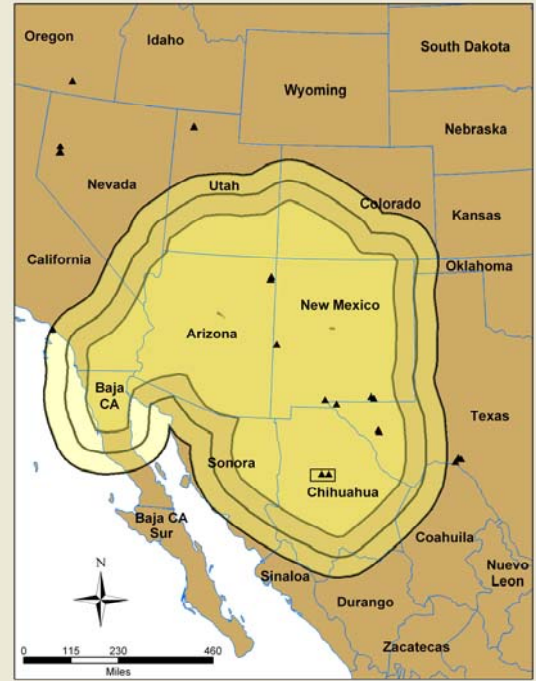 Oregon
Idaho
South Dakota
Wyoming
Nebraska
Nevada
Utah
Colorado
Kansas
California
Oklahoma
New Mexico
Arizona
Baja
CA
Texas
Sonora
Chihuahua
Baja CA
Sur
Coahuila
Nuevo
Leon
Sinaloa
Durango
Zacatecas
N
0 115 230 460
Miles